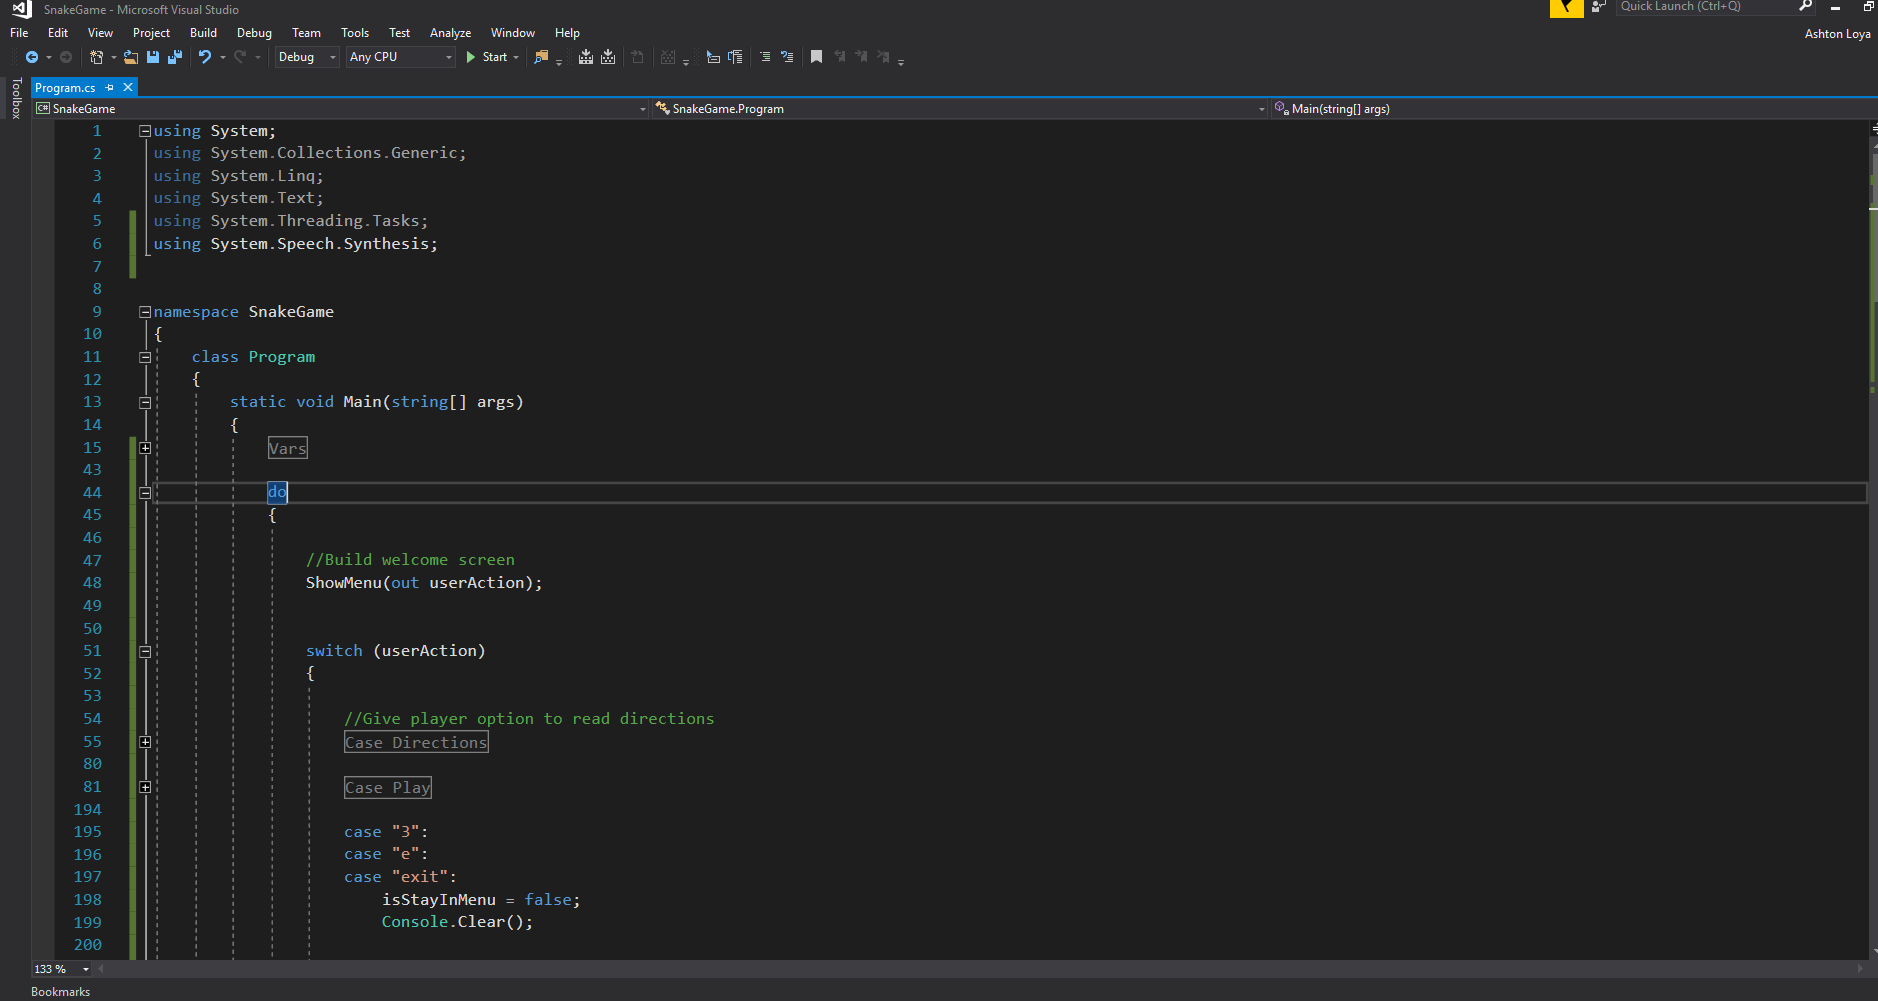 SnakeGame - Microsoft Visual Studio
Quick Launch (Ctrl+Q)
File Edit View Project Build Debug Team Tools Test Analyze Window Help
Ashton Loya
Debug Any CPU Start
Toolbox
Program.cs
C# SnakeGame
SnakeGame.Program
Main(string[] args)
1 using System;
2 using System.Collections.Generic;
3 using System.Linq;
4 using System.Text;
5 using System.Threading.Tasks;
6 using System.Speech.Synthesis;
7
8
9 namespace SnakeGame
10 {
11 class Program
12 {
13 static void Main(string[] args)
14 {
15 Vars
43
44 do
45 {
46
47 //Build welcome screen
48 ShowMenu(out userAction);
49
50
51 switch (userAction)
52 {
53
54 //Give player option to read directions
55 Case Directions
80
81 Case Play
194
195 case "3":
196 case "e":
197 case "exit":
198 isStayInMenu = false;
199 Console.Clear();
200
133 %
Bookmarks